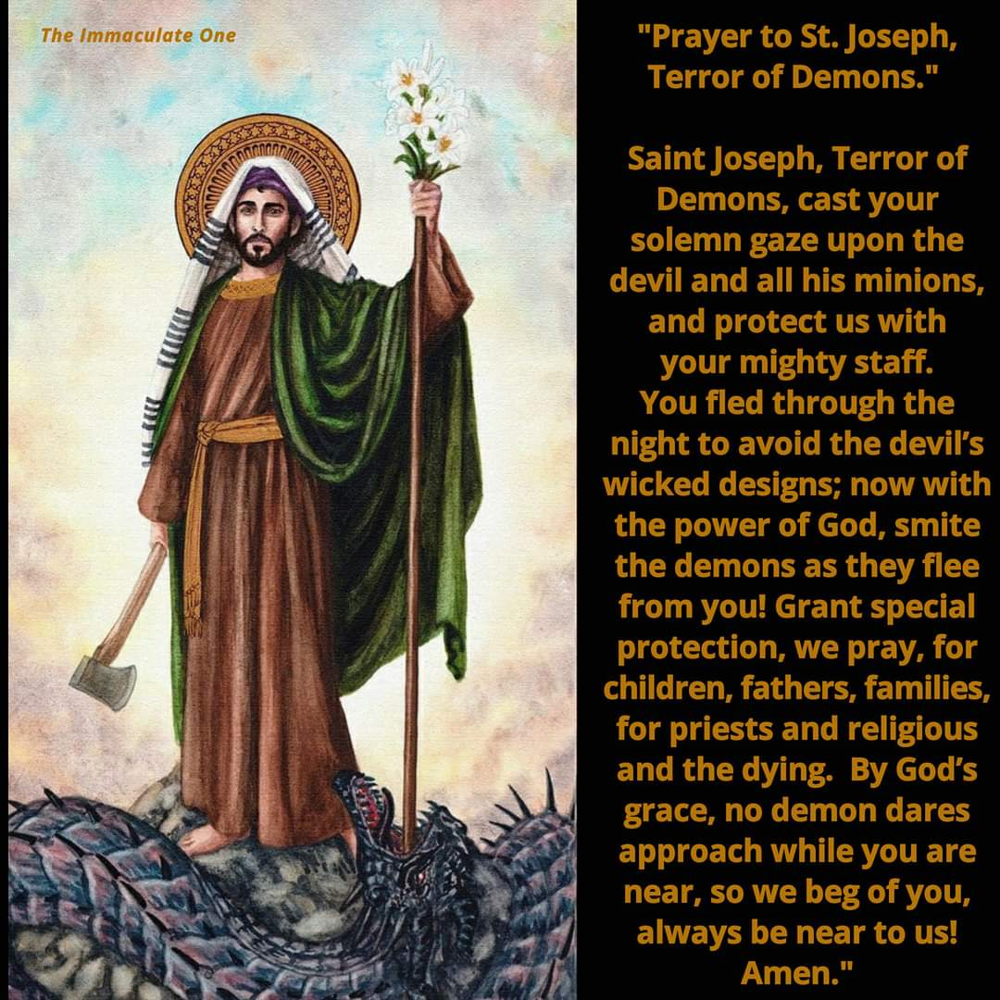 The Immaculate One
"Prayer to St. Joseph,
Terror of Demons."
Saint Joseph, Terror of
Demons, cast your
solemn gaze upon the
devil and all his minions,
and protect us with
your mighty staff.
You fled through the
night to avoid the devil’s
wicked designs; now with
the power of God, smite
the demons as they flee
from you! Grant special
protection, we pray, for
children, fathers, families,
for priests and religious
and the dying.  By God’s
grace, no demon dares
approach while you are
near, so we beg of you,
always be near to us!
Amen."